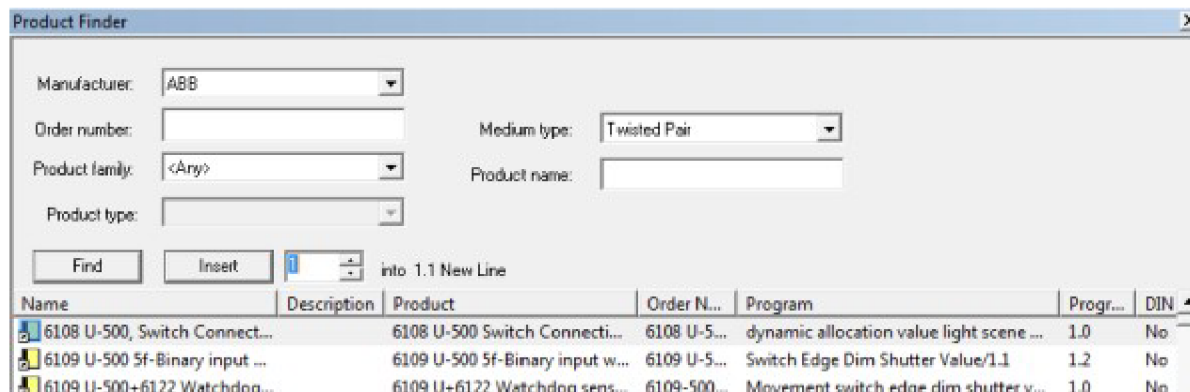 Product Finder
Manufacturer: ABB
Order number: Medium type: Twisted Pair
Product family: <Any> Product name:
Product type:
Find Insert 1 into 1.1 New Line
Name Description Product Order N... Program Progr... DIN
6108 U-500, Switch Connect... 6108 U-500 Switch Connecti... 6108 U-5... dynamic allocation value light scene ... 1.0 No
6109 U-500 5f-Binary input ... 6109 U-500 5f-Binary input w... 6109 U-5... Switch Edge Dim Shutter Value/1.1 1.2 No
6109 U-500+6122 Watchdog... 6109 U+6122 Watchdog sens... 6109-500... Movement switch edge dim shutter v... 1.0 No